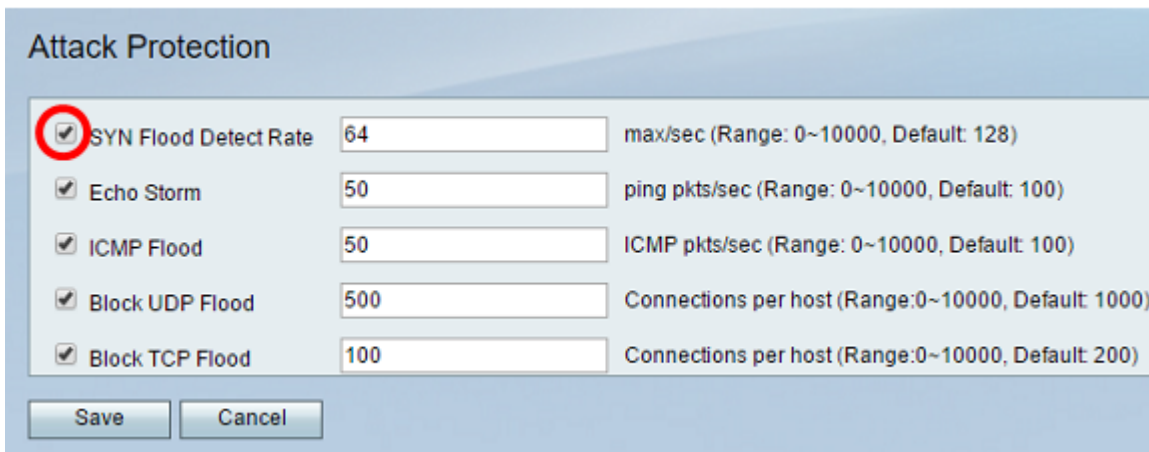 Attack Protection
SYN Flood Detect Rate 64 max/sec (Range: 0~10000, Default: 128)
Echo Storm 50 ping pkts/sec (Range: 0~10000, Default: 100)
ICMP Flood 50 ICMP pkts/sec (Range: 0~10000, Default: 100)
Block UDP Flood 500 Connections per host (Range:0~10000, Default: 1000)
Block TCP Flood 100 Connections per host (Range:0~10000, Default: 200)
Save Cancel